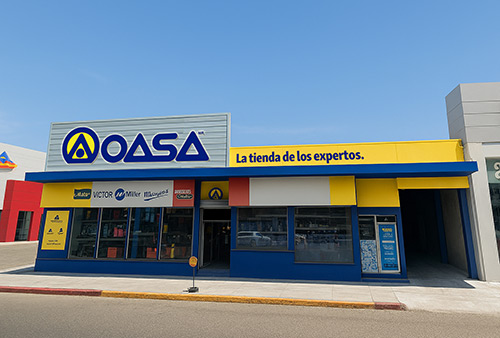 OASA
La tienda de los expertos.
VICTOR
Miller